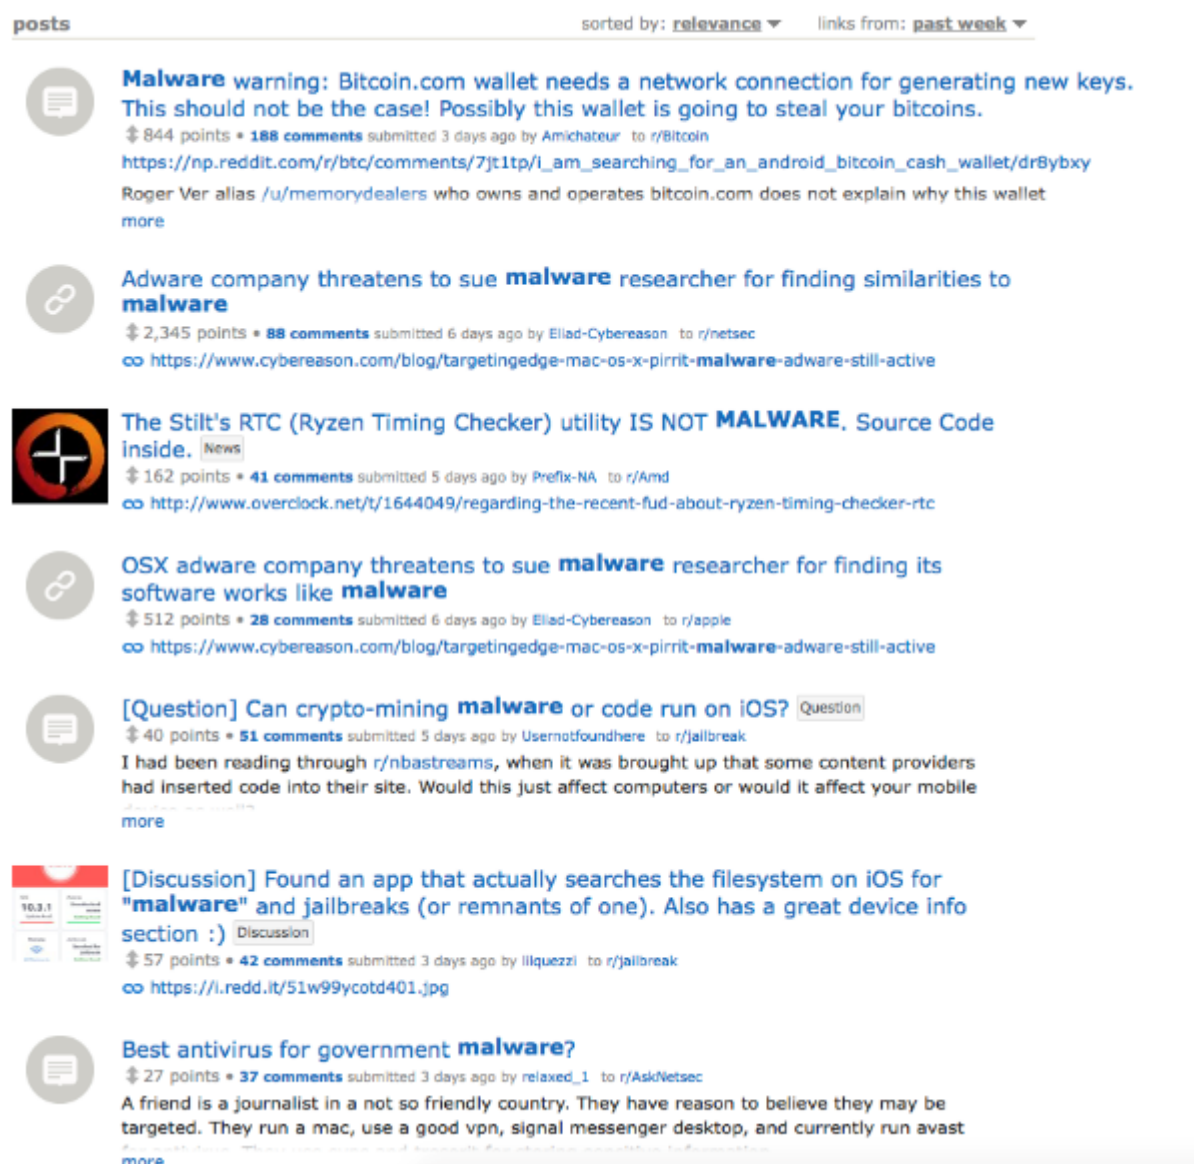 posts
sorted by: relevance links from: past week
Malware warning: Bitcoin.com wallet needs a network connection for generating new keys.
This should not be the case! Possibly this wallet is going to steal your bitcoins.
844 points • 188 comments submitted 3 days ago by Amichateur to r/Bitcoin
https://np.reddit.com/r/btc/comments/7jt1tp/i_am_searching_for_an_android_bitcoin_cash_wallet/dr8ybxy
Roger Ver alias /u/memorydealers who owns and operates bitcoin.com does not explain why this wallet
more
Adware company threatens to sue malware researcher for finding similarities to
malware
2,345 points • 88 comments submitted 6 days ago by Eliad-Cybereason to r/netsec
https://www.cybereason.com/blog/targetingedge-mac-os-x-pirrit-malware-adware-still-active
The Stilt's RTC (Ryzen Timing Checker) utility IS NOT MALWARE. Source Code
inside. News
162 points • 41 comments submitted 5 days ago by Prefix-NA to r/Amd
http://www.overclock.net/t/1644049/regarding-the-recent-fud-about-ryzen-timing-checker-rtc
OSX adware company threatens to sue malware researcher for finding its
software works like malware
512 points • 28 comments submitted 6 days ago by Eliad-Cybereason to r/apple
https://www.cybereason.com/blog/targetingedge-mac-os-x-pirrit-malware-adware-still-active
[Question] Can crypto-mining malware or code run on iOS? Question
40 points • 51 comments submitted 5 days ago by Usernotfoundhere to r/jailbreak
I had been reading through r/nbastreams, when it was brought up that some content providers
had inserted code into their site. Would this just affect computers or would it affect your mobile
more
[Discussion] Found an app that actually searches the filesystem on iOS for
"malware" and jailbreaks (or remnants of one). Also has a great device info
section :) Discussion
10.3.1
57 points • 42 comments submitted 3 days ago by lilquezzi to r/jailbreak
https://i.redd.it/51w99ycotd401.jpg
Best antivirus for government malware?
27 points • 37 comments submitted 3 days ago by relaxed_1 to r/AskNetsec
A friend is a journalist in a not so friendly country. They have reason to believe they may be
targeted. They run a mac, use a good vpn, signal messenger desktop, and currently run avast
more